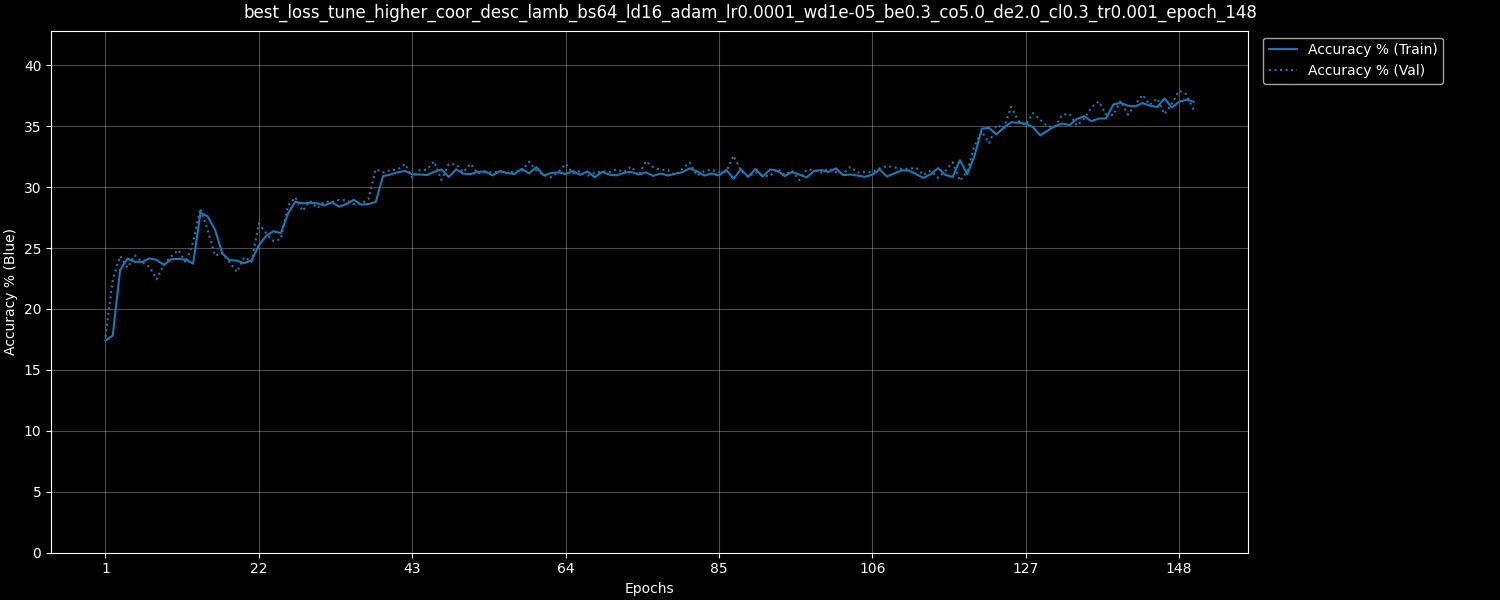 best_loss_tune_higher_coor_desc_lamb_bs64_ld16_adam_lr0.0001_wd1e-05_be0.3_co5.0_de2.0_cl0.3_tr0.001_epoch_148
Accuracy % (Train)
Accuracy % (Val)
Accuracy % (Blue)
40
35
30
25
20
15
10
5
0
1 22 43 64 85 106 127 148
Epochs